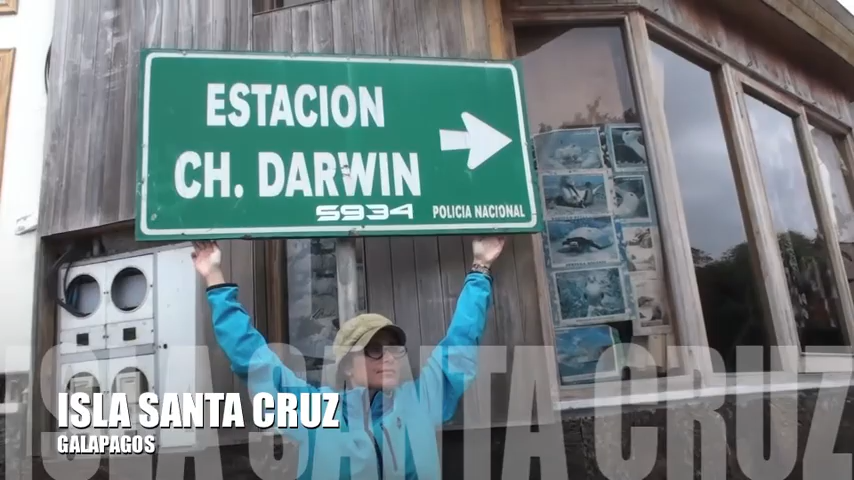 ESTACION
CH. DARWIN
S934 POLICIA NACIONAL
ISLA SANTA CRUZ
GALAPAGOS
ISLA SANTA CRUZ